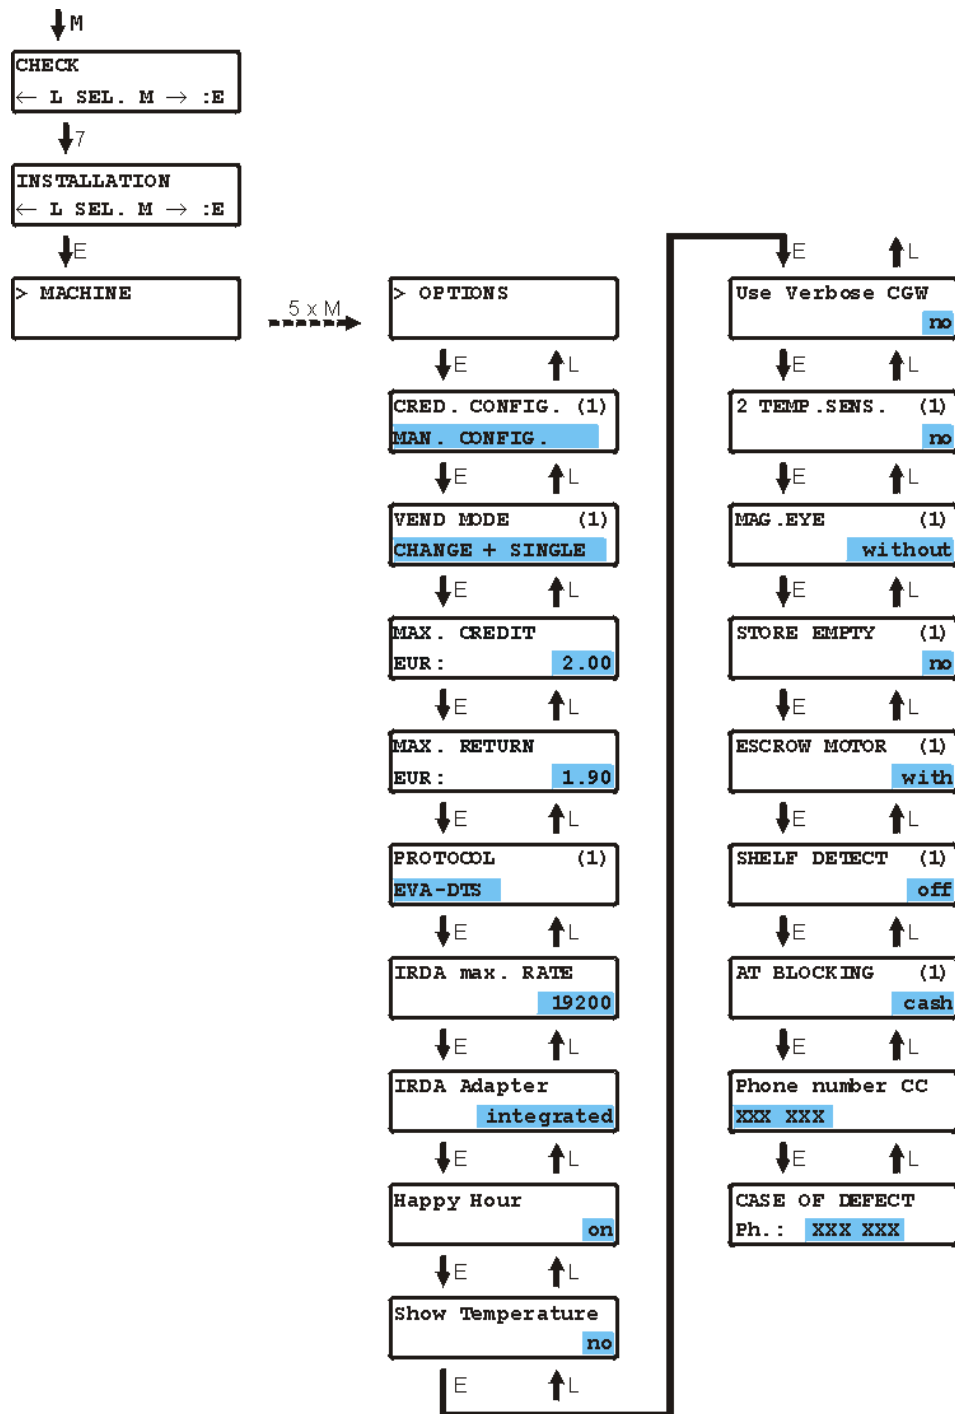 M
CHECK
← L SEL. M → :E
7
INSTALLATION
← L SEL. M → :E
E
> MACHINE
5 x M
> OPTIONS
E L
CRED. CONFIG. (1)
MAN. CONFIG.
E L
VEND MODE (1)
CHANGE + SINGLE
E L
MAX. CREDIT
EUR: 2.00
E L
MAX. RETURN
EUR: 1.90
E L
PROTOCOL (1)
EVA-DTS
E L
IRDA max. RATE
19200
E L
IRDA Adapter
integrated
E L
Happy Hour
on
E L
Show Temperature
no
E L
E L
Use Verbose CGW
no
E L
2 TEMP.SENS. (1)
no
E L
MAG.EYE (1)
without
E L
STORE EMPTY (1)
no
E L
ESCROW MOTOR (1)
with
E L
SHELF DETECT (1)
off
E L
AT BLOCKING (1)
cash
E L
Phone number CC
XXX XXX
E L
CASE OF DEFECT
Ph.: XXX XXX